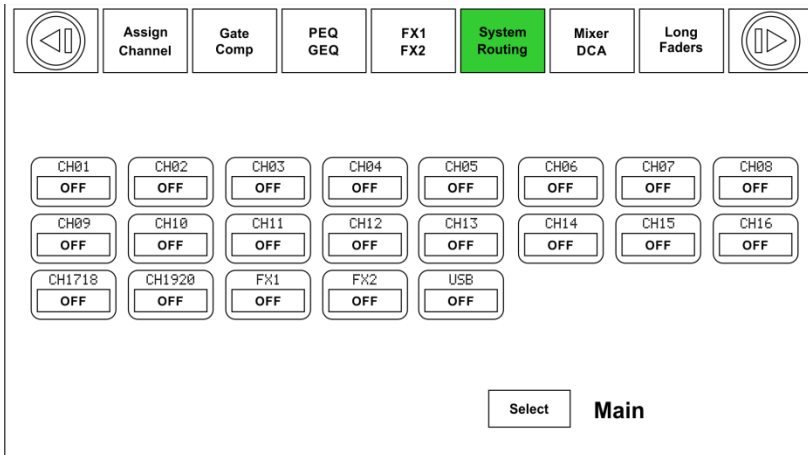 Assign Gate PEQ FX1 System Mixer Long
Channel Comp GEQ FX2 Routing DCA Faders
CH01 CH02 CH03 CH04 CH05 CH06 CH07 CH08
OFF OFF OFF OFF OFF OFF OFF OFF
CH09 CH10 CH11 CH12 CH13 CH14 CH15 CH16
OFF OFF OFF OFF OFF OFF OFF OFF
CH1718 CH1920 FX1 FX2 USB
OFF OFF OFF OFF OFF
Select Main